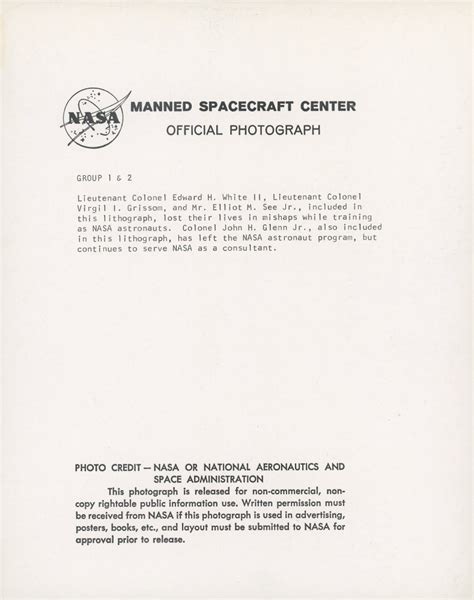 NASA
MANNED SPACECRAFT CENTER
OFFICIAL PHOTOGRAPH
GROUP 1 & 2
Lieutenant Colonel Edward H. White II, Lieutenant Colonel
Virgil I. Grissom, and Mr. Elliot M. See Jr., included in
this lithograph, lost their lives in mishaps while training
as NASA astronauts. Colonel John H. Glenn Jr., also included
in this lithograph, has left the NASA astronaut program, but
continues to serve NASA as a consultant.
PHOTO CREDIT — NASA OR NATIONAL AERONAUTICS AND
SPACE ADMINISTRATION
This photograph is released for non-commercial, non-
copy rightable public information use. Written permission must
be received from NASA if this photograph is used in advertising,
posters, books, etc., and layout must be submitted to NASA for
approval prior to release.